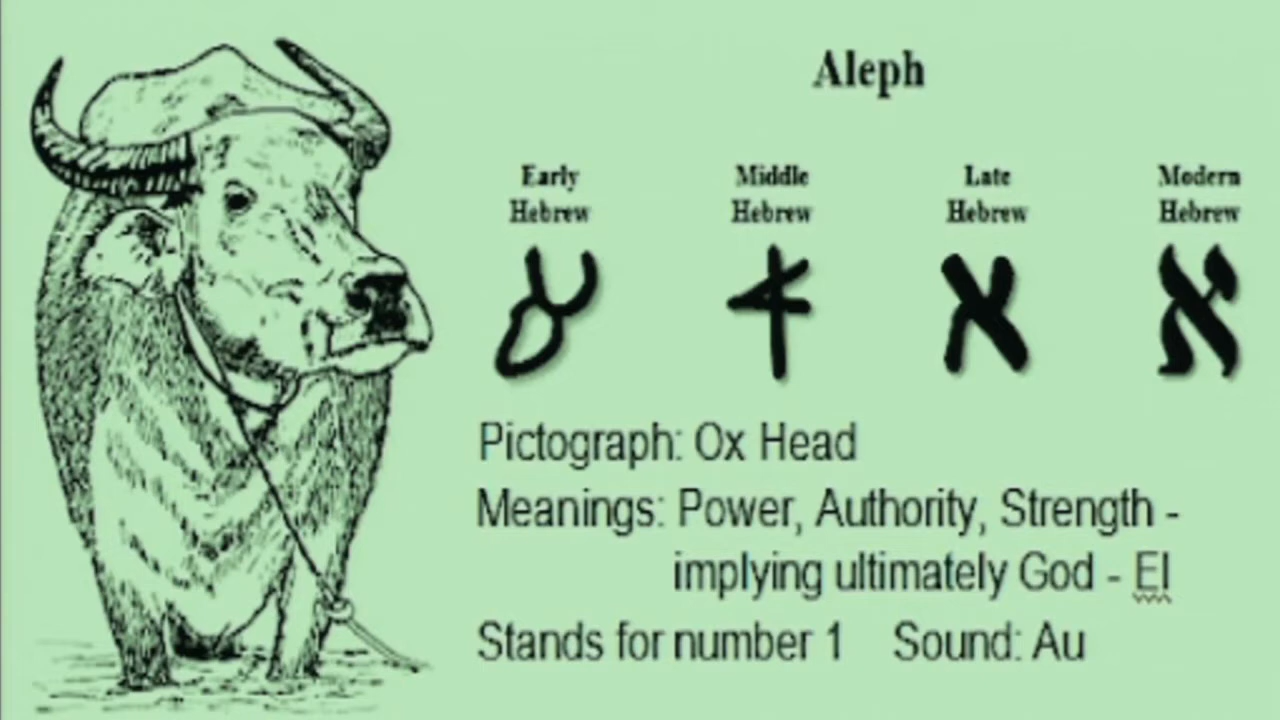 Aleph
Early Hebrew
Middle Hebrew
Late Hebrew
Modern Hebrew
א
Pictograph: Ox Head
Meanings: Power, Authority, Strength -
implying ultimately God - El
Stands for number 1 Sound: Au